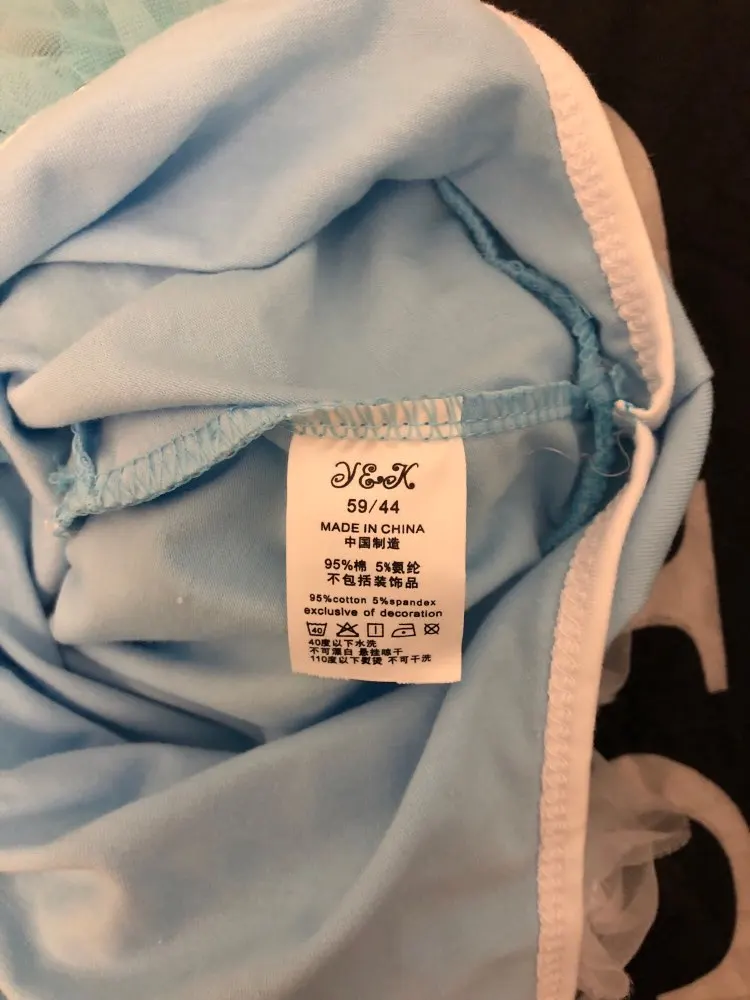 Y&K
59/44
MADE IN CHINA
中国制造
95%棉 5%氨纶
不包括装饰品
95%cotton 5%spandex
exclusive of decoration
40
40度以下水洗
不可漂白 悬挂晾干
110度以下熨烫 不可干洗